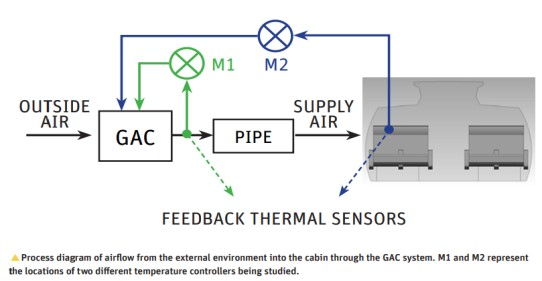 M1
M2
OUTSIDE
AIR
GAC
PIPE
SUPPLY
AIR
FEEDBACK THERMAL SENSORS
Process diagram of airflow from the external environment into the cabin through the GAC system. M1 and M2 represent
the locations of two different temperature controllers being studied.